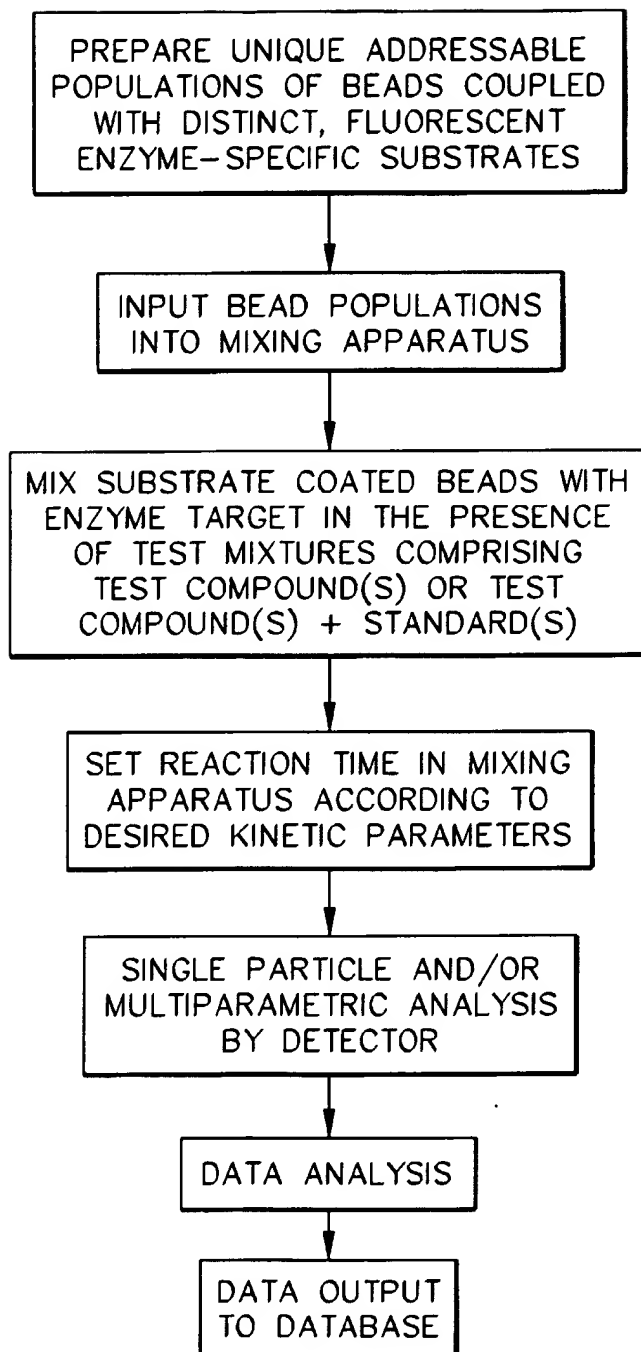 PREPARE UNIQUE ADDRESSABLE
POPULATIONS OF BEADS COUPLED
WITH DISTINCT, FLUORESCENT
ENZYME-SPECIFIC SUBSTRATES
INPUT BEAD POPULATIONS
INTO MIXING APPARATUS
MIX SUBSTRATE COATED BEADS WITH
ENZYME TARGET IN THE PRESENCE
OF TEST MIXTURES COMPRISING
TEST COMPOUND(S) OR TEST
COMPOUND(S) + STANDARD(S)
SET REACTION TIME IN MIXING
APPARATUS ACCORDING TO
DESIRED KINETIC PARAMETERS
SINGLE PARTICLE AND/OR
MULTIPARAMETRIC ANALYSIS
BY DETECTOR
DATA ANALYSIS
DATA OUTPUT
TO DATABASE